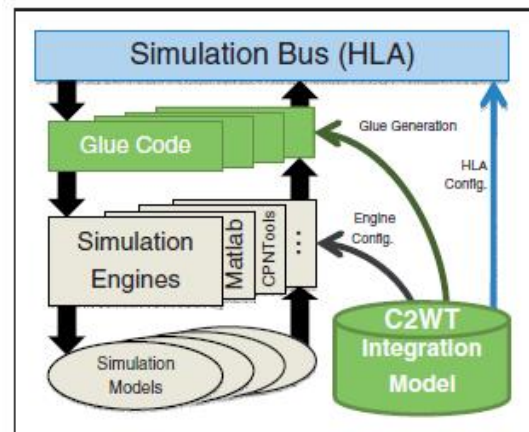 Simulation Bus (HLA)
Glue Code
Glue Generation
HLA
Config.
Simulation
Engines
Matlab
CPNTools
...
Engine
Config.
Simulation
Models
C2WT
Integration
Model